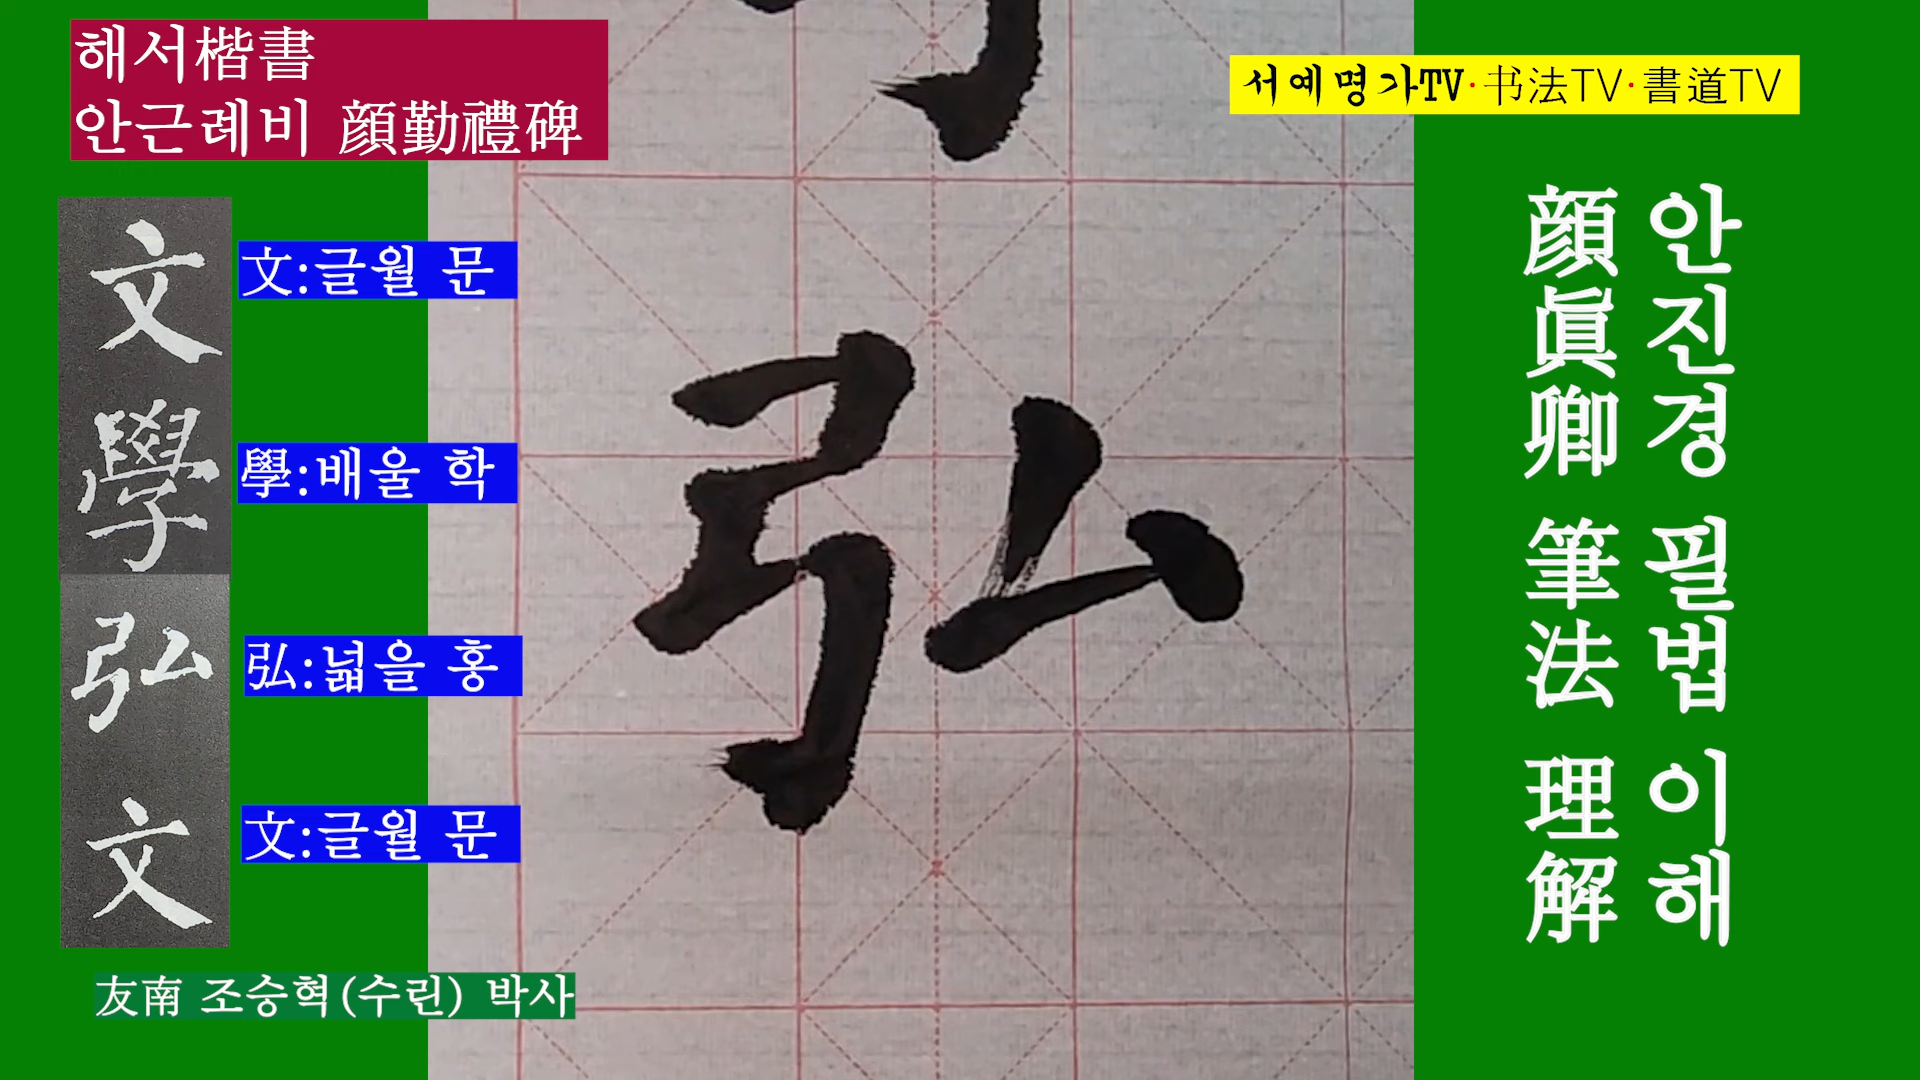 해서楷書
안근례비 顔勤禮碑
서예명가TV·书法TV·書道TV
文
學
弘
文
文:글월 문
學:배울 학
弘:넓을 홍
文:글월 문
弘
안진경 필법 이해
顔眞卿 筆法 理解
友南 조승혁(수린) 박사